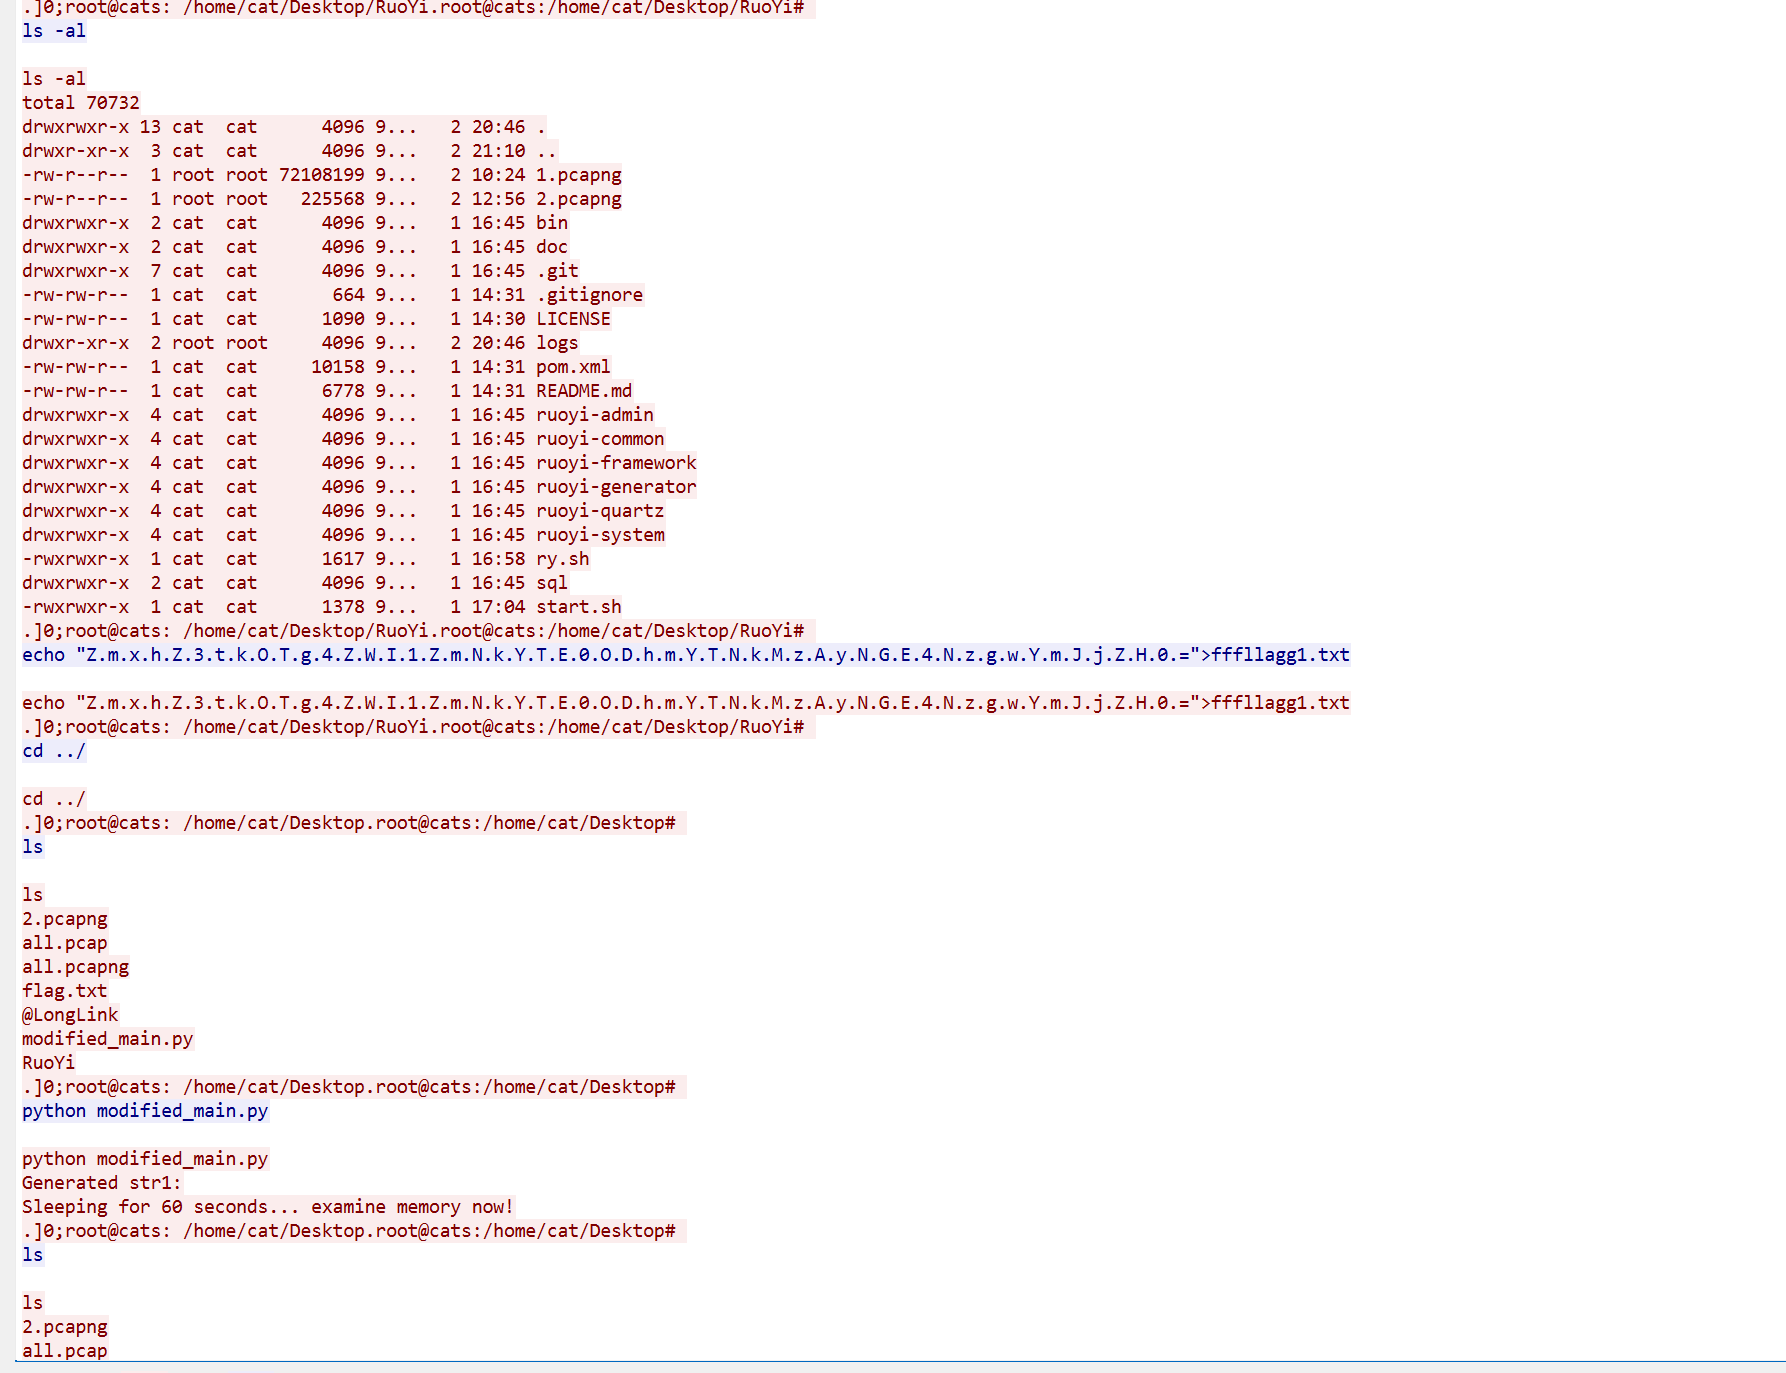 .]0;root@cats: /home/cat/Desktop/RuoYi.root@cats:/home/cat/Desktop/RuoYi#
ls -al
ls -al
total 70732
drwxrwxr-x 13 cat  cat      4096 9...   2 20:46 .
drwxr-xr-x  3 cat  cat      4096 9...   2 21:10 ..
-rw-r--r--  1 root root 72108199 9...   2 10:24 1.pcapng
-rw-r--r--  1 root root   225568 9...   2 12:56 2.pcapng
drwxrwxr-x  2 cat  cat      4096 9...   1 16:45 bin
drwxrwxr-x  2 cat  cat      4096 9...   1 16:45 doc
drwxrwxr-x  7 cat  cat      4096 9...   1 16:45 .git
-rw-rw-r--  1 cat  cat       664 9...   1 14:31 .gitignore
-rw-rw-r--  1 cat  cat      1090 9...   1 14:30 LICENSE
drwxr-xr-x  2 root root     4096 9...   2 20:46 logs
-rw-rw-r--  1 cat  cat     10158 9...   1 14:31 pom.xml
-rw-rw-r--  1 cat  cat      6778 9...   1 14:31 README.md
drwxrwxr-x  4 cat  cat      4096 9...   1 16:45 ruoyi-admin
drwxrwxr-x  4 cat  cat      4096 9...   1 16:45 ruoyi-common
drwxrwxr-x  4 cat  cat      4096 9...   1 16:45 ruoyi-framework
drwxrwxr-x  4 cat  cat      4096 9...   1 16:45 ruoyi-generator
drwxrwxr-x  4 cat  cat      4096 9...   1 16:45 ruoyi-quartz
drwxrwxr-x  4 cat  cat      4096 9...   1 16:45 ruoyi-system
-rwxrwxr-x  1 cat  cat      1617 9...   1 16:58 ry.sh
drwxrwxr-x  2 cat  cat      4096 9...   1 16:45 sql
-rwxrwxr-x  1 cat  cat      1378 9...   1 17:04 start.sh
.]0;root@cats: /home/cat/Desktop/RuoYi.root@cats:/home/cat/Desktop/RuoYi#
echo "Z.m.x.h.Z.3.t.k.O.T.g.4.Z.W.I.1.Z.m.N.k.Y.T.E.0.O.D.h.m.Y.T.N.k.M.z.A.y.N.G.E.4.N.z.g.w.Y.m.J.j.Z.H.0.=">fffllagg1.txt
echo "Z.m.x.h.Z.3.t.k.O.T.g.4.Z.W.I.1.Z.m.N.k.Y.T.E.0.O.D.h.m.Y.T.N.k.M.z.A.y.N.G.E.4.N.z.g.w.Y.m.J.j.Z.H.0.=">fffllagg1.txt
.]0;root@cats: /home/cat/Desktop/RuoYi.root@cats:/home/cat/Desktop/RuoYi#
cd ../
cd ../
.]0;root@cats: /home/cat/Desktop.root@cats:/home/cat/Desktop#
ls
ls
2.pcapng
all.pcap
all.pcapng
flag.txt
@LongLink
modified_main.py
RuoYi
.]0;root@cats: /home/cat/Desktop.root@cats:/home/cat/Desktop#
python modified_main.py
python modified_main.py
Generated str1:
Sleeping for 60 seconds... examine memory now!
.]0;root@cats: /home/cat/Desktop.root@cats:/home/cat/Desktop#
ls
ls
2.pcapng
all.pcap